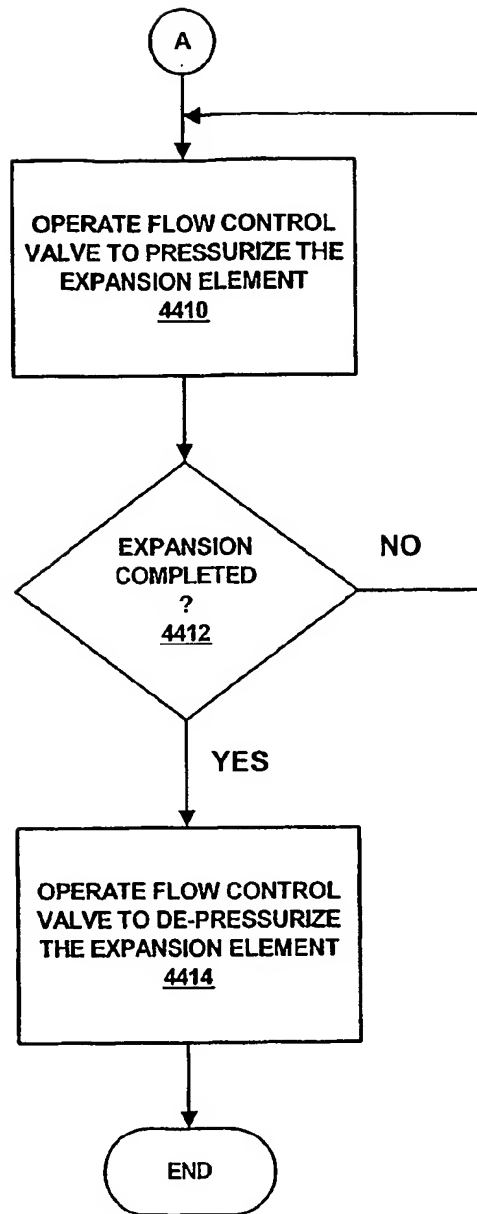 A
OPERATE FLOW CONTROL
VALVE TO PRESSURIZE THE
EXPANSION ELEMENT
4410
EXPANSION
COMPLETED
?
4412
NO
YES
OPERATE FLOW CONTROL
VALVE TO DE-PRESSURIZE
THE EXPANSION ELEMENT
4414
END